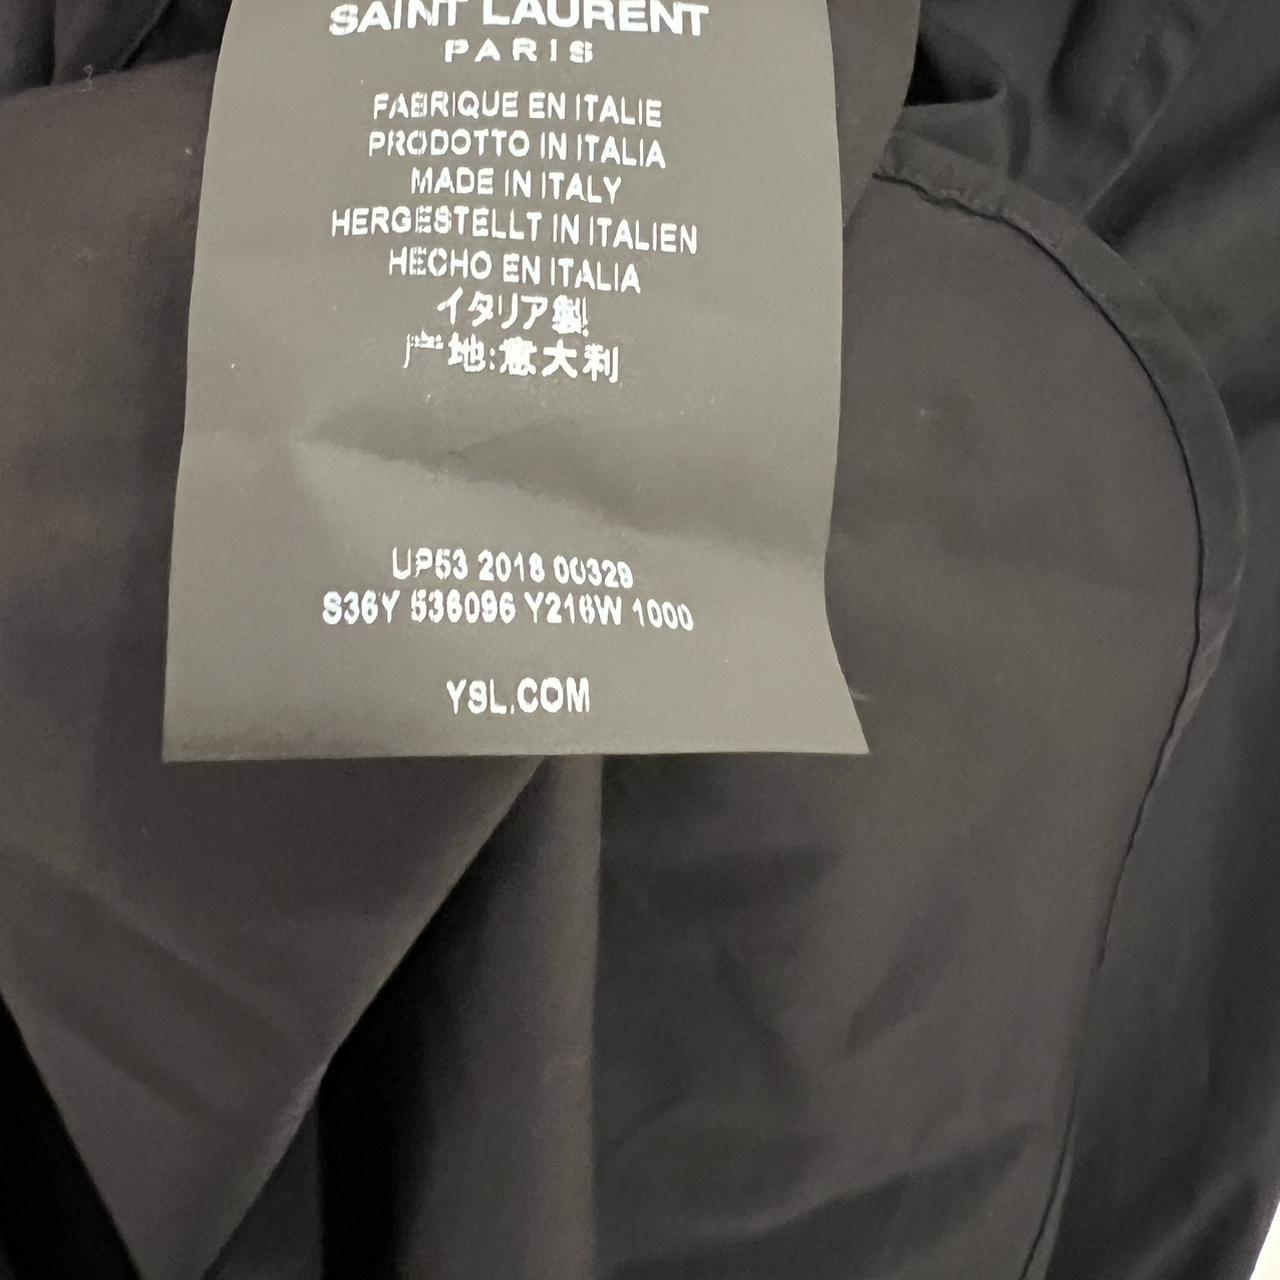 SAINT LAURENT
PARIS
FABRIQUE EN ITALIE
PRODOTTO IN ITALIA
MADE IN ITALY
HERGESTELLT IN ITALIEN
HECHO EN ITALIA
イタリア製
产地:意大利
UP53 2018 00329
S36Y 536096 Y216W 1000
YSL.COM